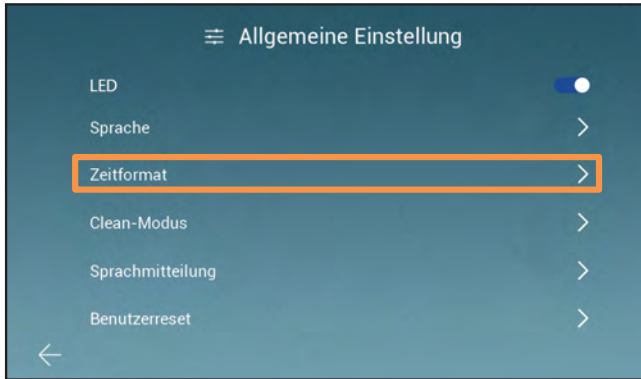 Allgemeine Einstellung
LED
Sprache
Zeitformat
Clean-Modus
Sprachmitteilung
Benutzerreset